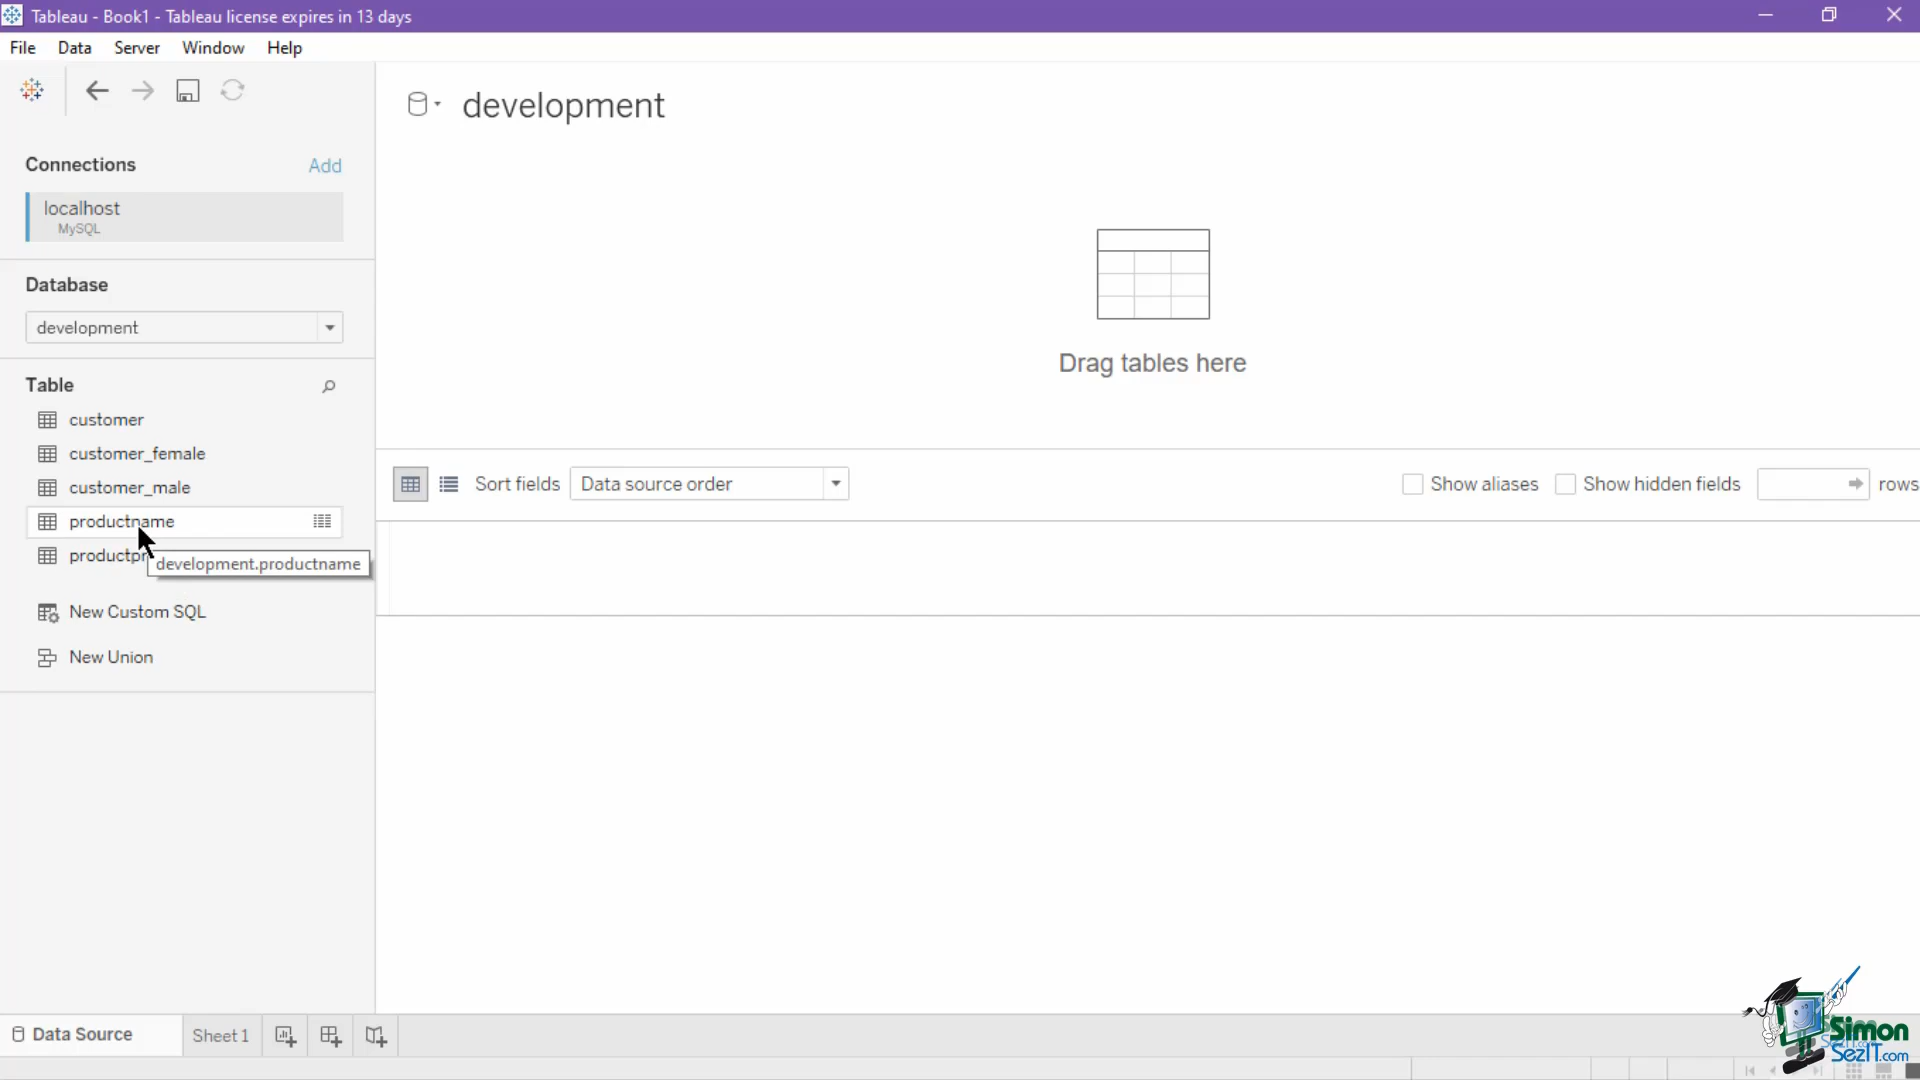 Tableau - Book1 - Tableau license expires in 13 days
File Data Server Window Help
development
Connections Add
localhost
MySQL
Database
development
Table
customer
customer_female
customer_male
productname
development.productname
New Custom SQL
New Union
Drag tables here
Sort fields Data source order Show aliases Show hidden fields rows
Data Source Sheet 1
Simon
SezIT.com